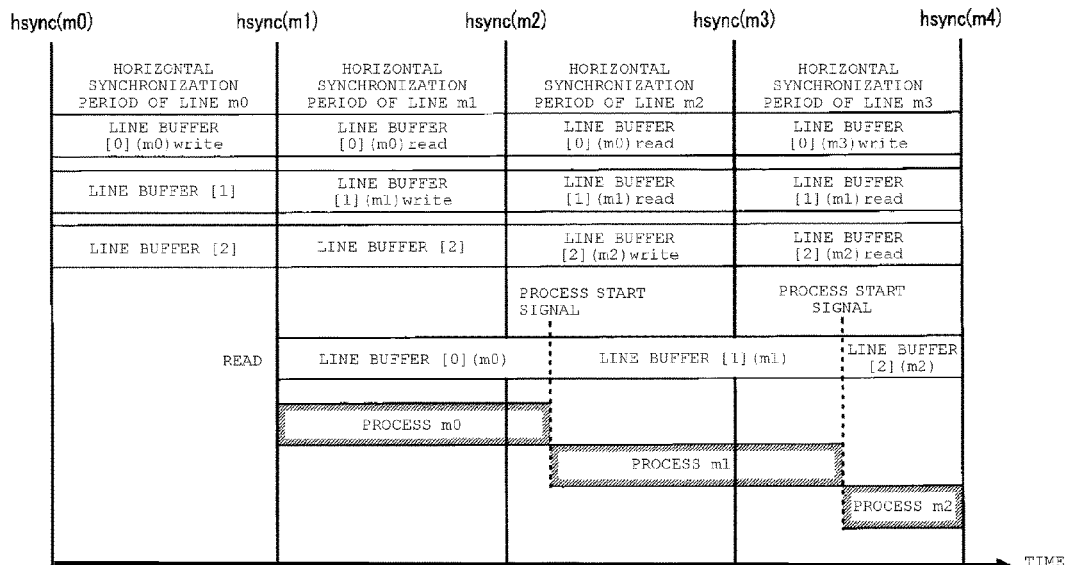 hsync(m0) hsync(m1) hsync(m2) hsync(m3) hsync(m4)
HORIZONTAL HORIZONTAL HORIZONTAL HORIZONTAL
SYNCHRONIZATION SYNCHRONIZATION SYNCHRONIZATION SYNCHRONIZATION
PERIOD OF LINE m0 PERIOD OF LINE m1 PERIOD OF LINE m2 PERIOD OF LINE m3
LINE BUFFER LINE BUFFER LINE BUFFER LINE BUFFER
[0](m0)write [0](m0)read [0](m0)read [0](m3)write
LINE BUFFER [1] LINE BUFFER LINE BUFFER LINE BUFFER
[1](m1)write [1](m1)read [1](m1)read
LINE BUFFER [2] LINE BUFFER [2] LINE BUFFER LINE BUFFER
[2](m2)write [2](m2)read
PROCESS START PROCESS START
SIGNAL SIGNAL
READ LINE BUFFER [0](m0) LINE BUFFER [1](m1) LINE BUFFER
[2](m2)
PROCESS m0
PROCESS m1
PROCESS m2
TIME